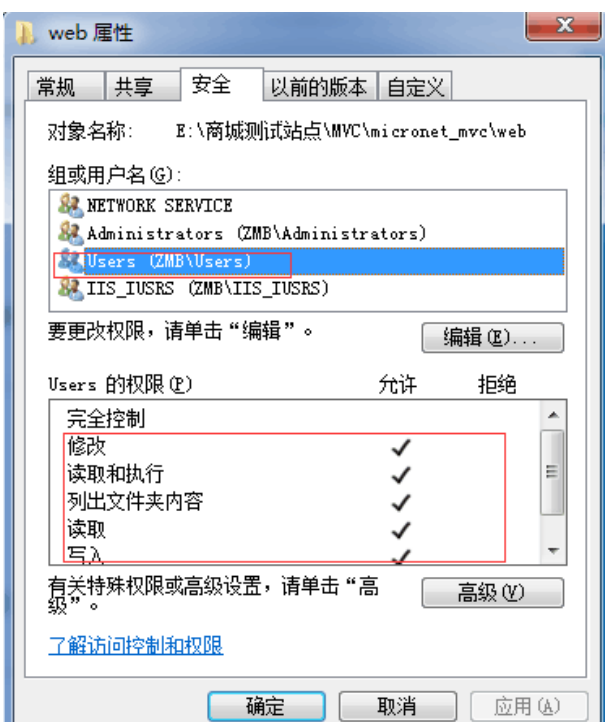 web 属性
常规 共享 安全 以前的版本 自定义
对象名称: E:\商城测试站点\MVC\micronet_mvc\web
组或用户名(G):
NETWORK SERVICE
Administrators (ZMB\Administrators)
Users (ZMB\Users)
IIS_IUSRS (ZMB\IIS_IUSRS)
要更改权限，请单击“编辑”。 编辑(E)...
Users 的权限(P) 允许 拒绝
完全控制
修改
读取和执行
列出文件夹内容
读取
写入
有关特殊权限或高级设置，请单击“高
级”。 高级(V)
了解访问控制和权限
确定 取消 应用(A)